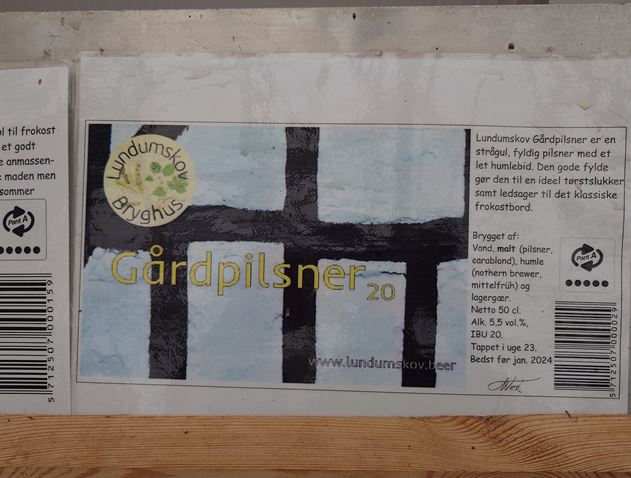 l til frokost
et godt
e anmassen-
e maden men
sommer
Pant A
5712507000159
Lundumskov
Bryghus
Gårdpilsner 20
www.lundumskov.beer
Lundumskov Gårdpilsner er en
strågul, fyldig pilsner med et
let humlebid. Den gode fylde
gør den til en ideel tørstslukker
samt ledsager til det klassiske
frokostbord.
Brygget af:
Vand, malt (pilsner,
carablond), humle
(nothern brewer,
mittelfrüh) og
lagergær.
Netto 50 cl.
Alk. 5,5 vol.%,
IBU 20.
Tappet i uge 23.
Bedst før jan. 2024
Pant A
5712507000029